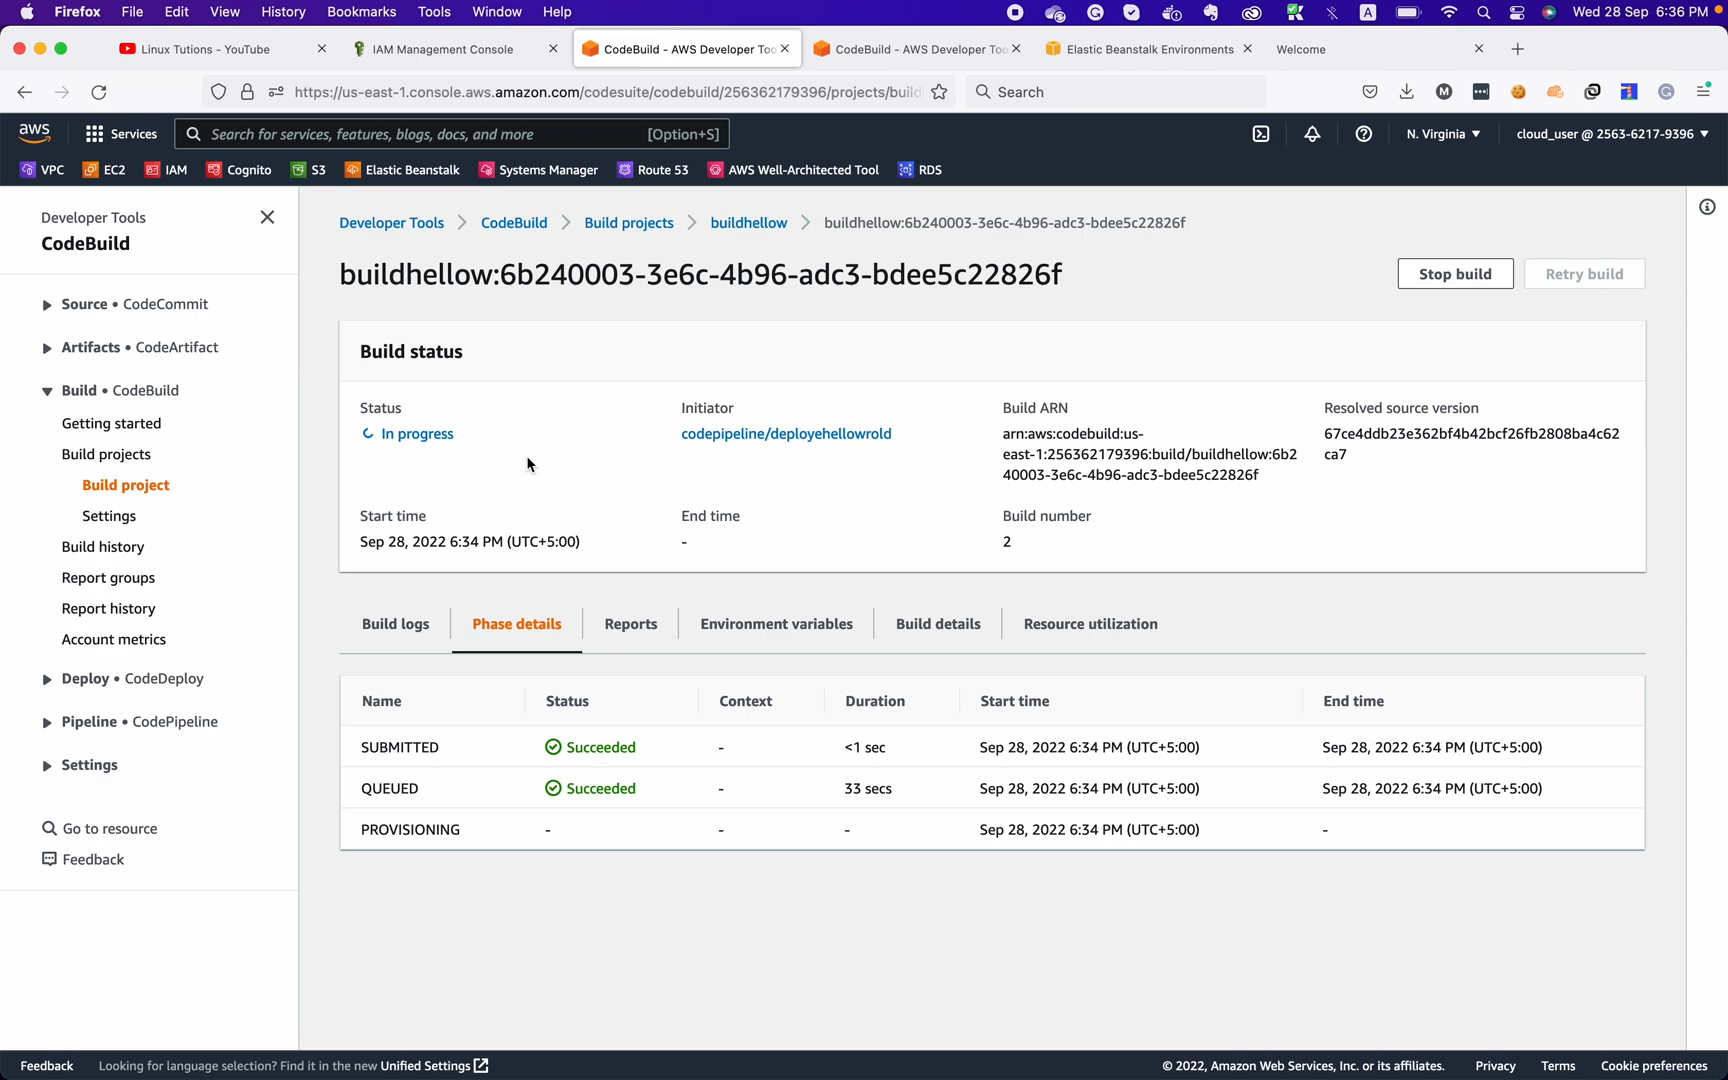 Firefox File Edit View History Bookmarks Tools Window Help
A Wed 28 Sep 6:36 PM
Linux Tutions - YouTube
IAM Management Console
CodeBuild - AWS Developer Too
CodeBuild - AWS Developer Too
Elastic Beanstalk Environments
Welcome
https://us-east-1.console.aws.amazon.com/codesuite/codebuild/256362179396/projects/build
Search
aws Services Search for services, features, blogs, docs, and more [Option+S] N. Virginia cloud_user @ 2563-6217-9396
VPC EC2 IAM Cognito S3 Elastic Beanstalk Systems Manager Route 53 AWS Well-Architected Tool RDS
Developer Tools
CodeBuild
Source • CodeCommit
Artifacts • CodeArtifact
Build • CodeBuild
Getting started
Build projects
Build project
Settings
Build history
Report groups
Report history
Account metrics
Deploy • CodeDeploy
Pipeline • CodePipeline
Settings
Go to resource
Feedback
Developer Tools CodeBuild Build projects buildhellow buildhellow:6b240003-3e6c-4b96-adc3-bdee5c22826f
buildhellow:6b240003-3e6c-4b96-adc3-bdee5c22826f
Stop build Retry build
Build status
Status
In progress
Initiator
codepipeline/deployehellowrold
Build ARN
arn:aws:codebuild:us-
east-1:256362179396:build/buildhellow:6b2
40003-3e6c-4b96-adc3-bdee5c22826f
Resolved source version
67ce4ddb23e362bf4b42bcf26fb2808ba4c62
ca7
Start time
Sep 28, 2022 6:34 PM (UTC+5:00)
End time
-
Build number
2
Build logs Phase details Reports Environment variables Build details Resource utilization
Name Status Context Duration Start time End time
SUBMITTED Succeeded - <1 sec Sep 28, 2022 6:34 PM (UTC+5:00) Sep 28, 2022 6:34 PM (UTC+5:00)
QUEUED Succeeded - 33 secs Sep 28, 2022 6:34 PM (UTC+5:00) Sep 28, 2022 6:34 PM (UTC+5:00)
PROVISIONING - - - Sep 28, 2022 6:34 PM (UTC+5:00) -
Feedback Looking for language selection? Find it in the new Unified Settings © 2022, Amazon Web Services, Inc. or its affiliates. Privacy Terms Cookie preferences